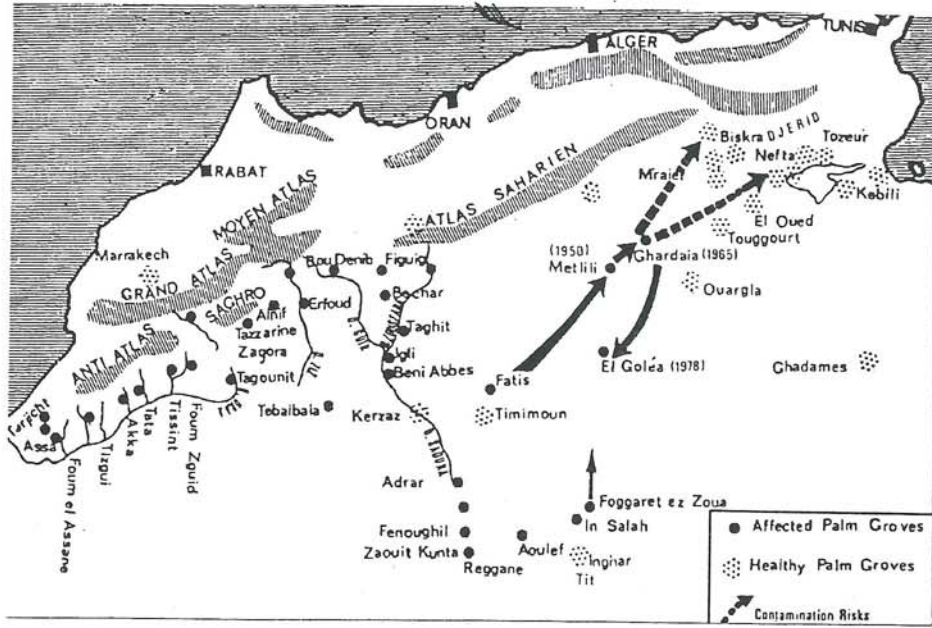 TUNIS
ALGER
ORAN
RABAT
Biskra
DJERID
Tozeur
Nefta
Mraier
Kebili
ATLAS SAHARIEN
MOYEN ATLAS
El Oued
Touggourt
(1950)
Metlili
Ghardaia (1965)
Marrakech
Bou Denib
Figuig
GRAND ATLAS
Ouargla
SAGHRO
Alnif
Erfoud
Bechar
Tazzarine
Zagora
Taghit
ANTI ATLAS
Igli
El Goléa (1978)
Ghadames
Tagounit
Beni Abbes
Fatis
Tebaibala
Kerzaz
Timimoun
Assa
Foum el Assane
Tizgui
Akka
Tata
Tissint
Foum Zguid
Adrar
Foggaret ez Zoua
In Salah
Fenoughil
Zaouit Kunta
Reggane
Aoulef
Inghar
Tit
Affected Palm Groves
Healthy Palm Groves
Contamination Risks